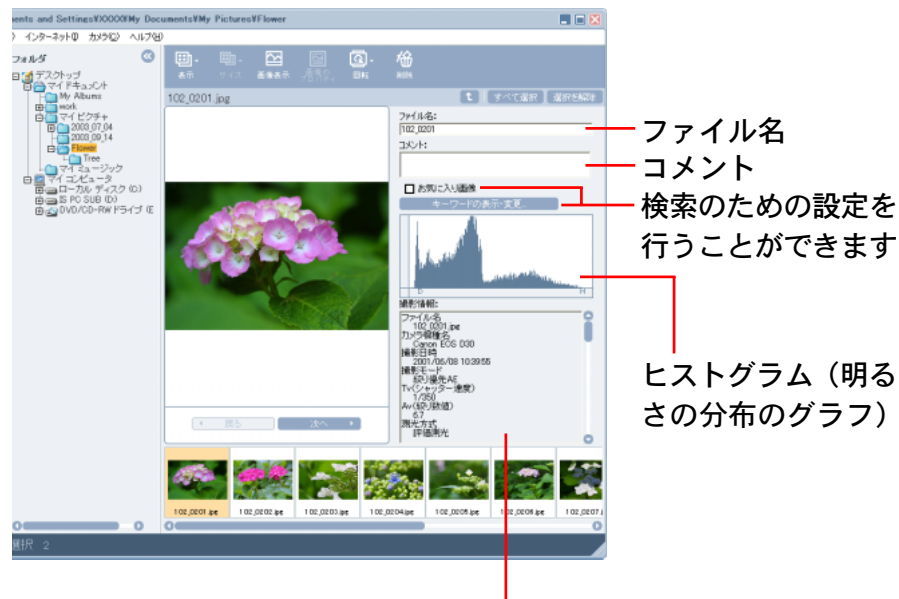 ments and Settings¥XXXX¥My Documents¥My Pictures¥Flower
インターネット(I) カメラ(C) ヘルプ(H)
フォルダ
デスクトップ
マイ ドキュメント
My Albums
work
マイ ピクチャ
2003_07_04
2003_09_14
Flower
Tree
マイ ミュージック
マイ コンピュータ
ローカル ディスク (C:)
IS PC SUB (D:)
DVD/CD-RW ドライブ (E
表示
サイズ
画像表示
回転
削除
102_0201.jpg
すべて選択
選択を解除
ファイル名:
102_0201
コメント:
お気に入り画像
キーワードの表示・変更...
D
H
撮影情報:
ファイル名
102_0201.jpg
カメラ機種名
Canon EOS D30
撮影日時
2001/06/08 10:39:55
撮影モード
絞り優先AE
Tv(シャッター速度)
1/350
Av(絞り数値)
6.7
測光方式
評価測光
戻る
次へ
102_0201.jpg
102_0202.jpg
102_0203.jpg
102_0204.jpg
102_0205.jpg
102_0206.jpg
102_0207.j
選択 2
ファイル名
コメント
検索のための設定を
行うことができます
ヒストグラム（明る
さの分布のグラフ）